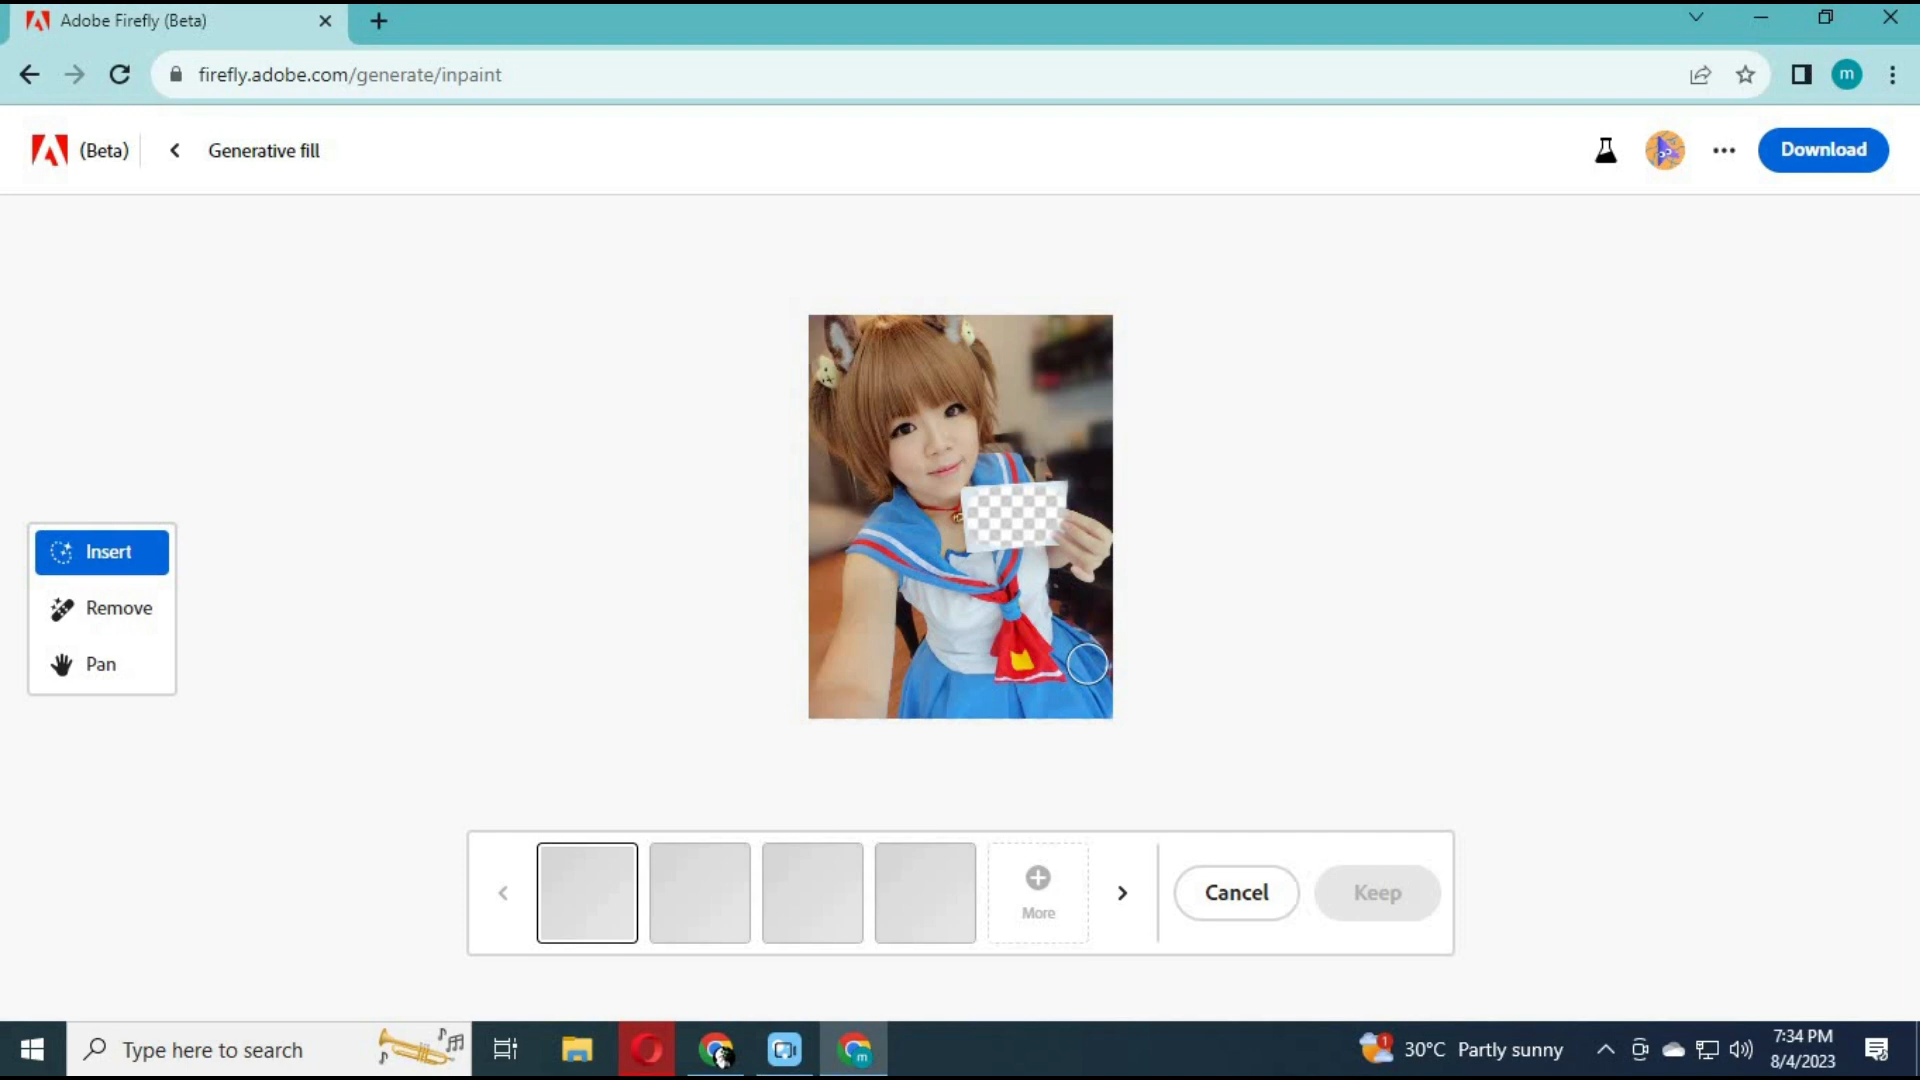 Adobe Firefly (Beta)
firefly.adobe.com/generate/inpaint
m
(Beta)
Generative fill
Download
Insert
Remove
Pan
More
Cancel
Keep
Type here to search
m
1
30°C Partly sunny
7:34 PM
8/4/2023